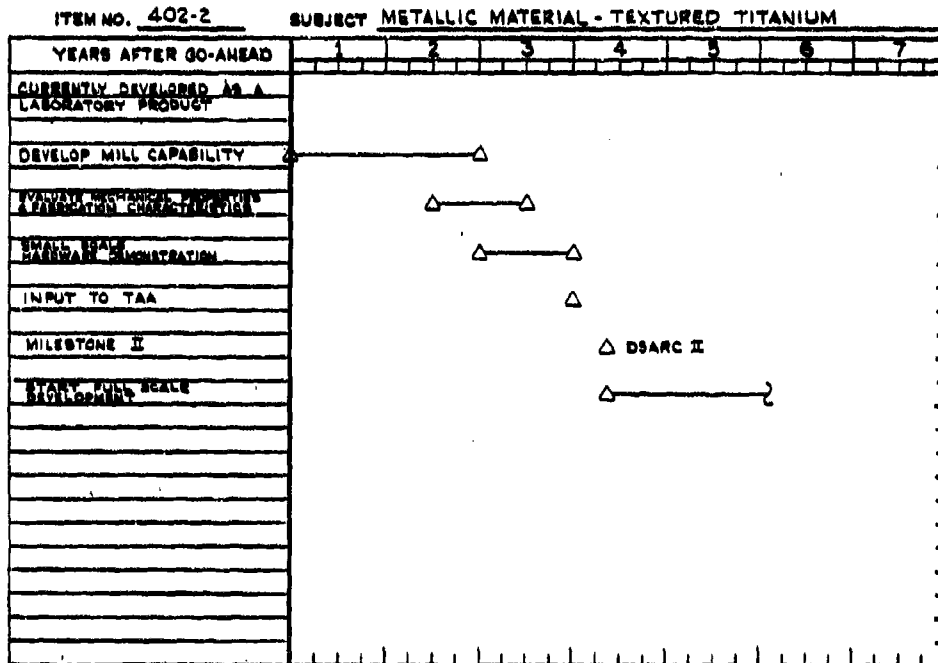 ITEM NO. 402-2 SUBJECT METALLIC MATERIAL - TEXTURED TITANIUM
YEARS AFTER GO-AHEAD 1 2 3 4 5 6 7
CURRENTLY DEVELOPED AS A
LABORATORY PRODUCT
DEVELOP MILL CAPABILITY
EVALUATE MECHANICAL PROPERTIES
& FABRICATION CHARACTERISTICS
SMALL SCALE
HARDWARE DEMONSTRATION
INPUT TO TAA
MILESTONE II
DSARC II
START FULL SCALE
DEVELOPMENT